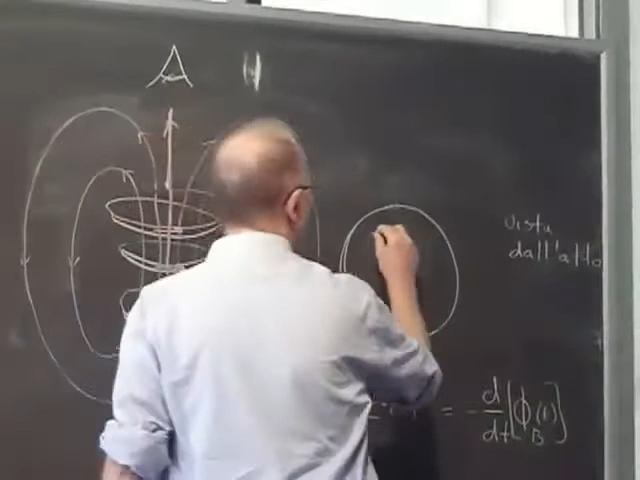 A
vista
dall'alto
= - d/dt [ϕ_B(t)]